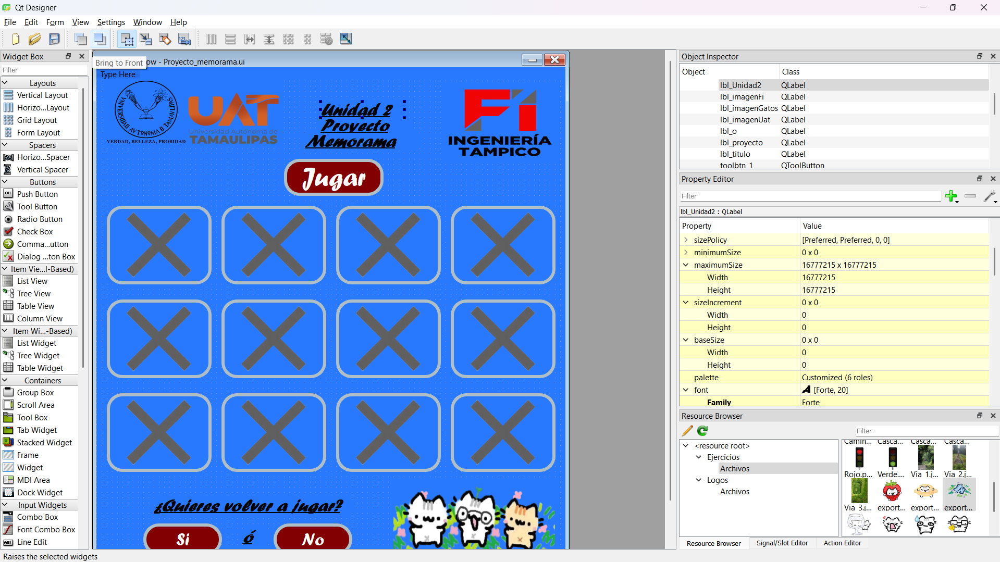 Qt Designer
File Edit Form View Settings Window Help
Widget Box
Filter
Layouts
Vertical Layout
Horizo...Layout
Grid Layout
Form Layout
Spacers
Horizo...Spacer
Vertical Spacer
Buttons
Push Button
Tool Button
Radio Button
Check Box
Comma...utton
Dialog ...ton Box
Item Vie...l-Based)
List View
Tree View
Table View
Column View
Item Wi...-Based)
List Widget
Tree Widget
Table Widget
Containers
Group Box
Scroll Area
Tool Box
Tab Widget
Stacked Widget
Frame
Widget
MDI Area
Dock Widget
Input Widgets
Combo Box
Font Combo Box
Line Edit
Raises the selected widgets
Bring to Front
ow - Proyecto_memorama.ui
Type Here
UNIVERSIDAD AVTONOMA D TAMAVLIPAS
VERDAD, BELLEZA, PROBIDAD
UAT
Universidad Autónoma de
TAMAULIPAS
Unidad 2
Proyecto
Memorama
Fi
INGENIERÍA
TAMPICO
Jugar
¿Quieres volver a jugar?
Si ó No
Object Inspector
Object Class
lbl_Unidad2 QLabel
lbl_imagenFi QLabel
lbl_imagenGatos QLabel
lbl_imagenUat QLabel
lbl_o QLabel
lbl_proyecto QLabel
lbl_titulo QLabel
toolbtn_1 QToolButton
Property Editor
Filter
lbl_Unidad2 : QLabel
Property Value
sizePolicy [Preferred, Preferred, 0, 0]
minimumSize 0 x 0
maximumSize 16777215 x 16777215
Width 16777215
Height 16777215
sizeIncrement 0 x 0
Width 0
Height 0
baseSize 0 x 0
Width 0
Height 0
palette Customized (6 roles)
font A [Forte, 20]
Family Forte
Resource Browser
Filter
<resource root>
Ejercicios
Archivos
Logos
Archivos
Camin... Casca... Casca... Casca...
Rojo.p... Verde.... Via_1.j... Via_2.j...
Via_3.j... export... export... export...
Resource Browser Signal/Slot Editor Action Editor